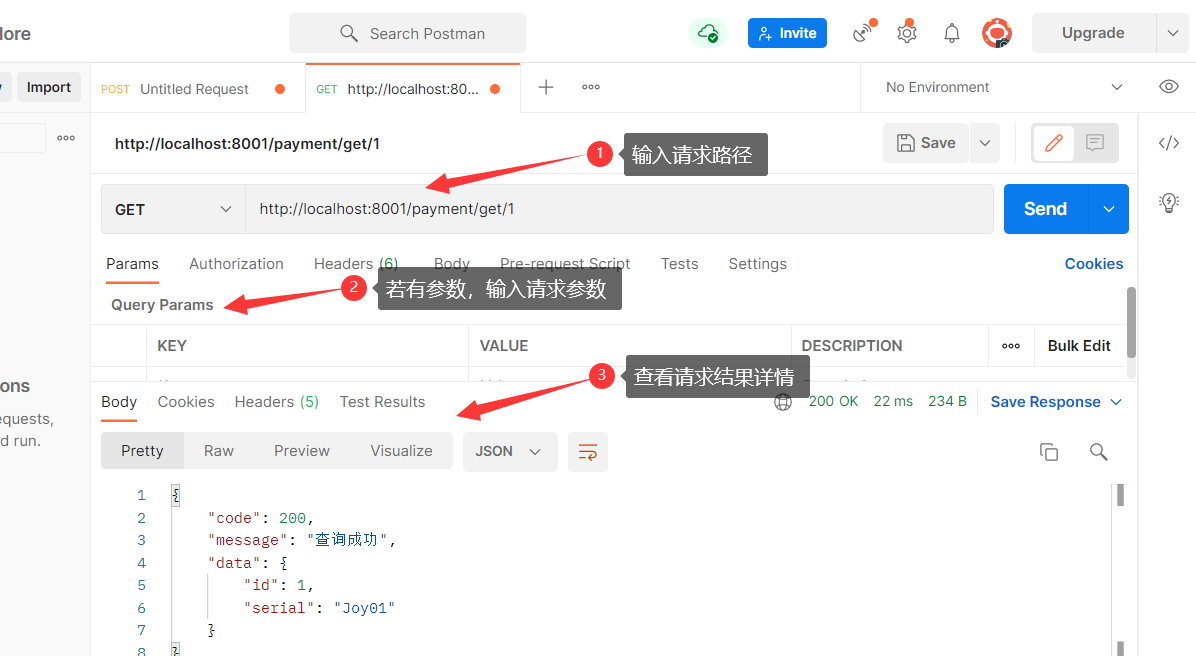 lore
Search Postman
Invite
Upgrade
Import
POST Untitled Request
GET http://localhost:80...
No Environment
http://localhost:8001/payment/get/1
1
输入请求路径
Save
GET
http://localhost:8001/payment/get/1
Send
Params Authorization Headers (6) Body Pre-request Script Tests Settings
Cookies
2
若有参数，输入请求参数
Query Params
KEY VALUE DESCRIPTION
Bulk Edit
3
查看请求结果详情
ons
equests,
d run.
Body Cookies Headers (5) Test Results
200 OK 22 ms 234 B Save Response
Pretty Raw Preview Visualize JSON
1 {
2 "code": 200,
3 "message": "查询成功",
4 "data": {
5 "id": 1,
6 "serial": "Joy01"
7 }
8 }